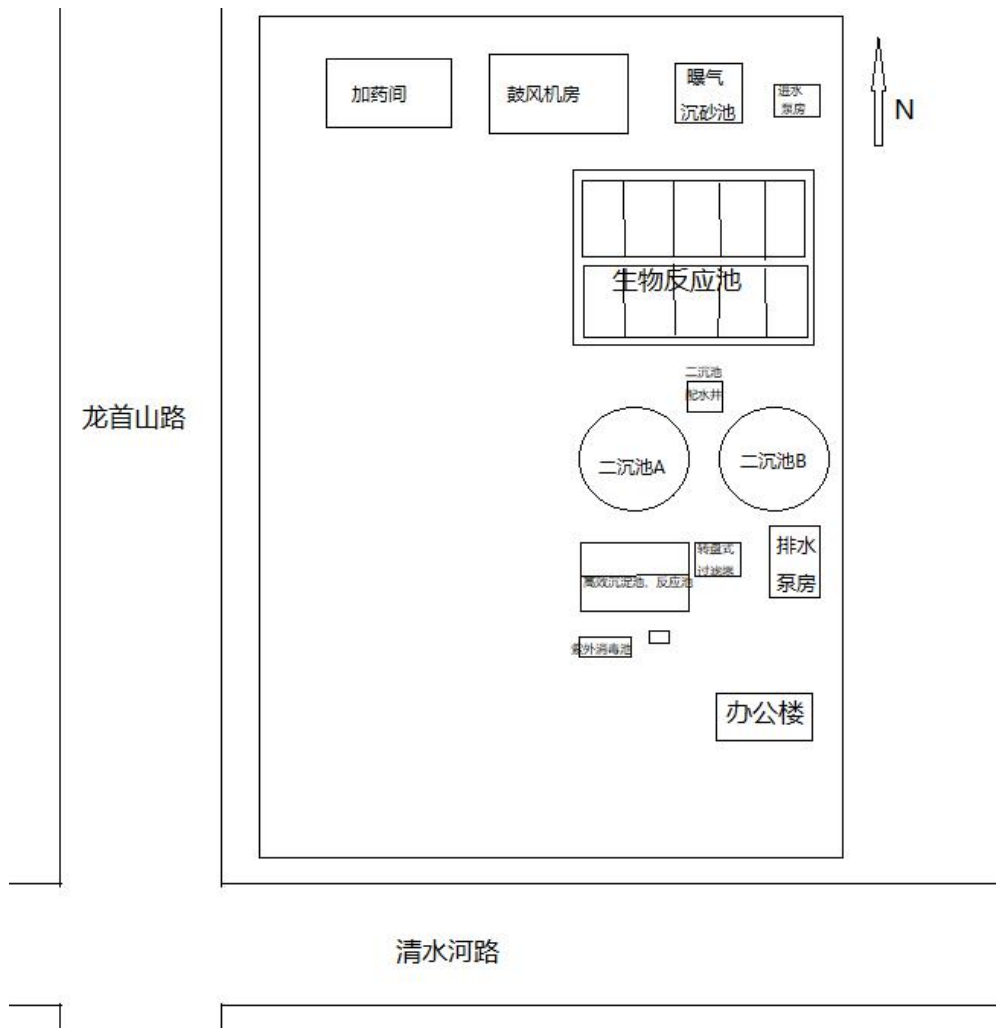 加药间
鼓风机房
曝气
沉砂池
进水
泵房
N
生物反应池
龙首山路
二沉池
配水井
二沉池A
二沉池B
转盘式
过滤器
排水
泵房
高效沉淀池、反应池
紫外消毒池
办公楼
清水河路